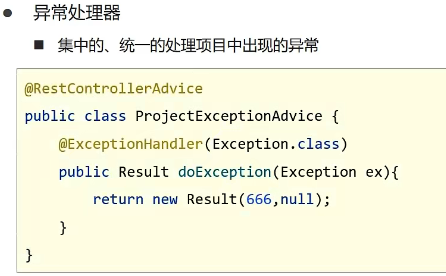 ● 异常处理器
■ 集中的、统一的处理项目中出现的异常
@RestControllerAdvice
public class ProjectExceptionAdvice {
    @ExceptionHandler(Exception.class)
    public Result doException(Exception ex){
        return new Result(666,null);
    }
}